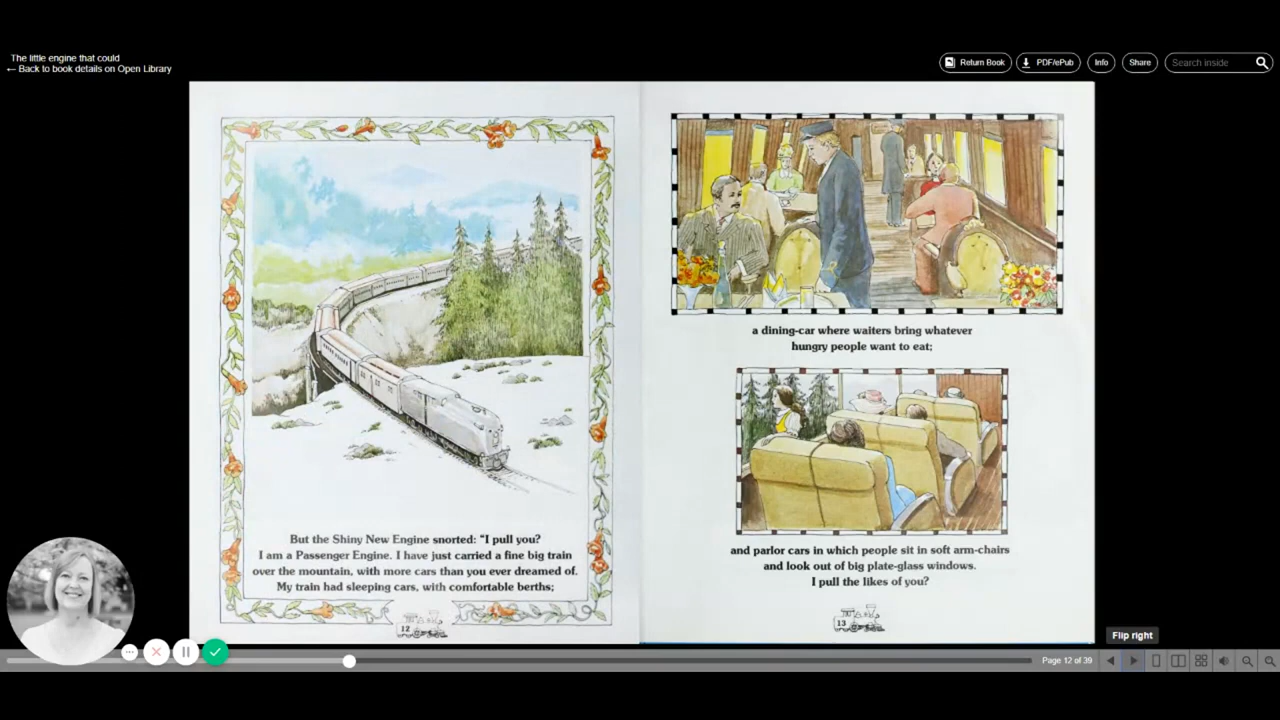 The little engine that could
← Back to book details on Open Library
Return Book
PDF/ePub
Info
Share
Search inside
But the Shiny New Engine snorted: “I pull you?
I am a Passenger Engine. I have just carried a fine big train
over the mountain, with more cars than you ever dreamed of.
My train had sleeping cars, with comfortable berths;
12
a dining-car where waiters bring whatever
hungry people want to eat;
and parlor cars in which people sit in soft arm-chairs
and look out of big plate-glass windows.
I pull the likes of you?
13
Flip right
Page 12 of 39